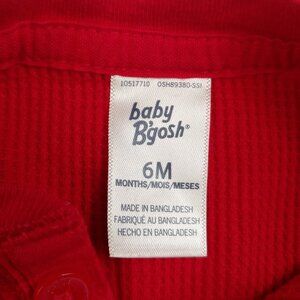 10517710 OSH89380-SSI
baby
B'gosh®
6M
MONTHS/MOIS/MESES
MADE IN BANGLADESH
FABRIQUÉ AU BANGLADESH
HECHO EN BANGLADESH